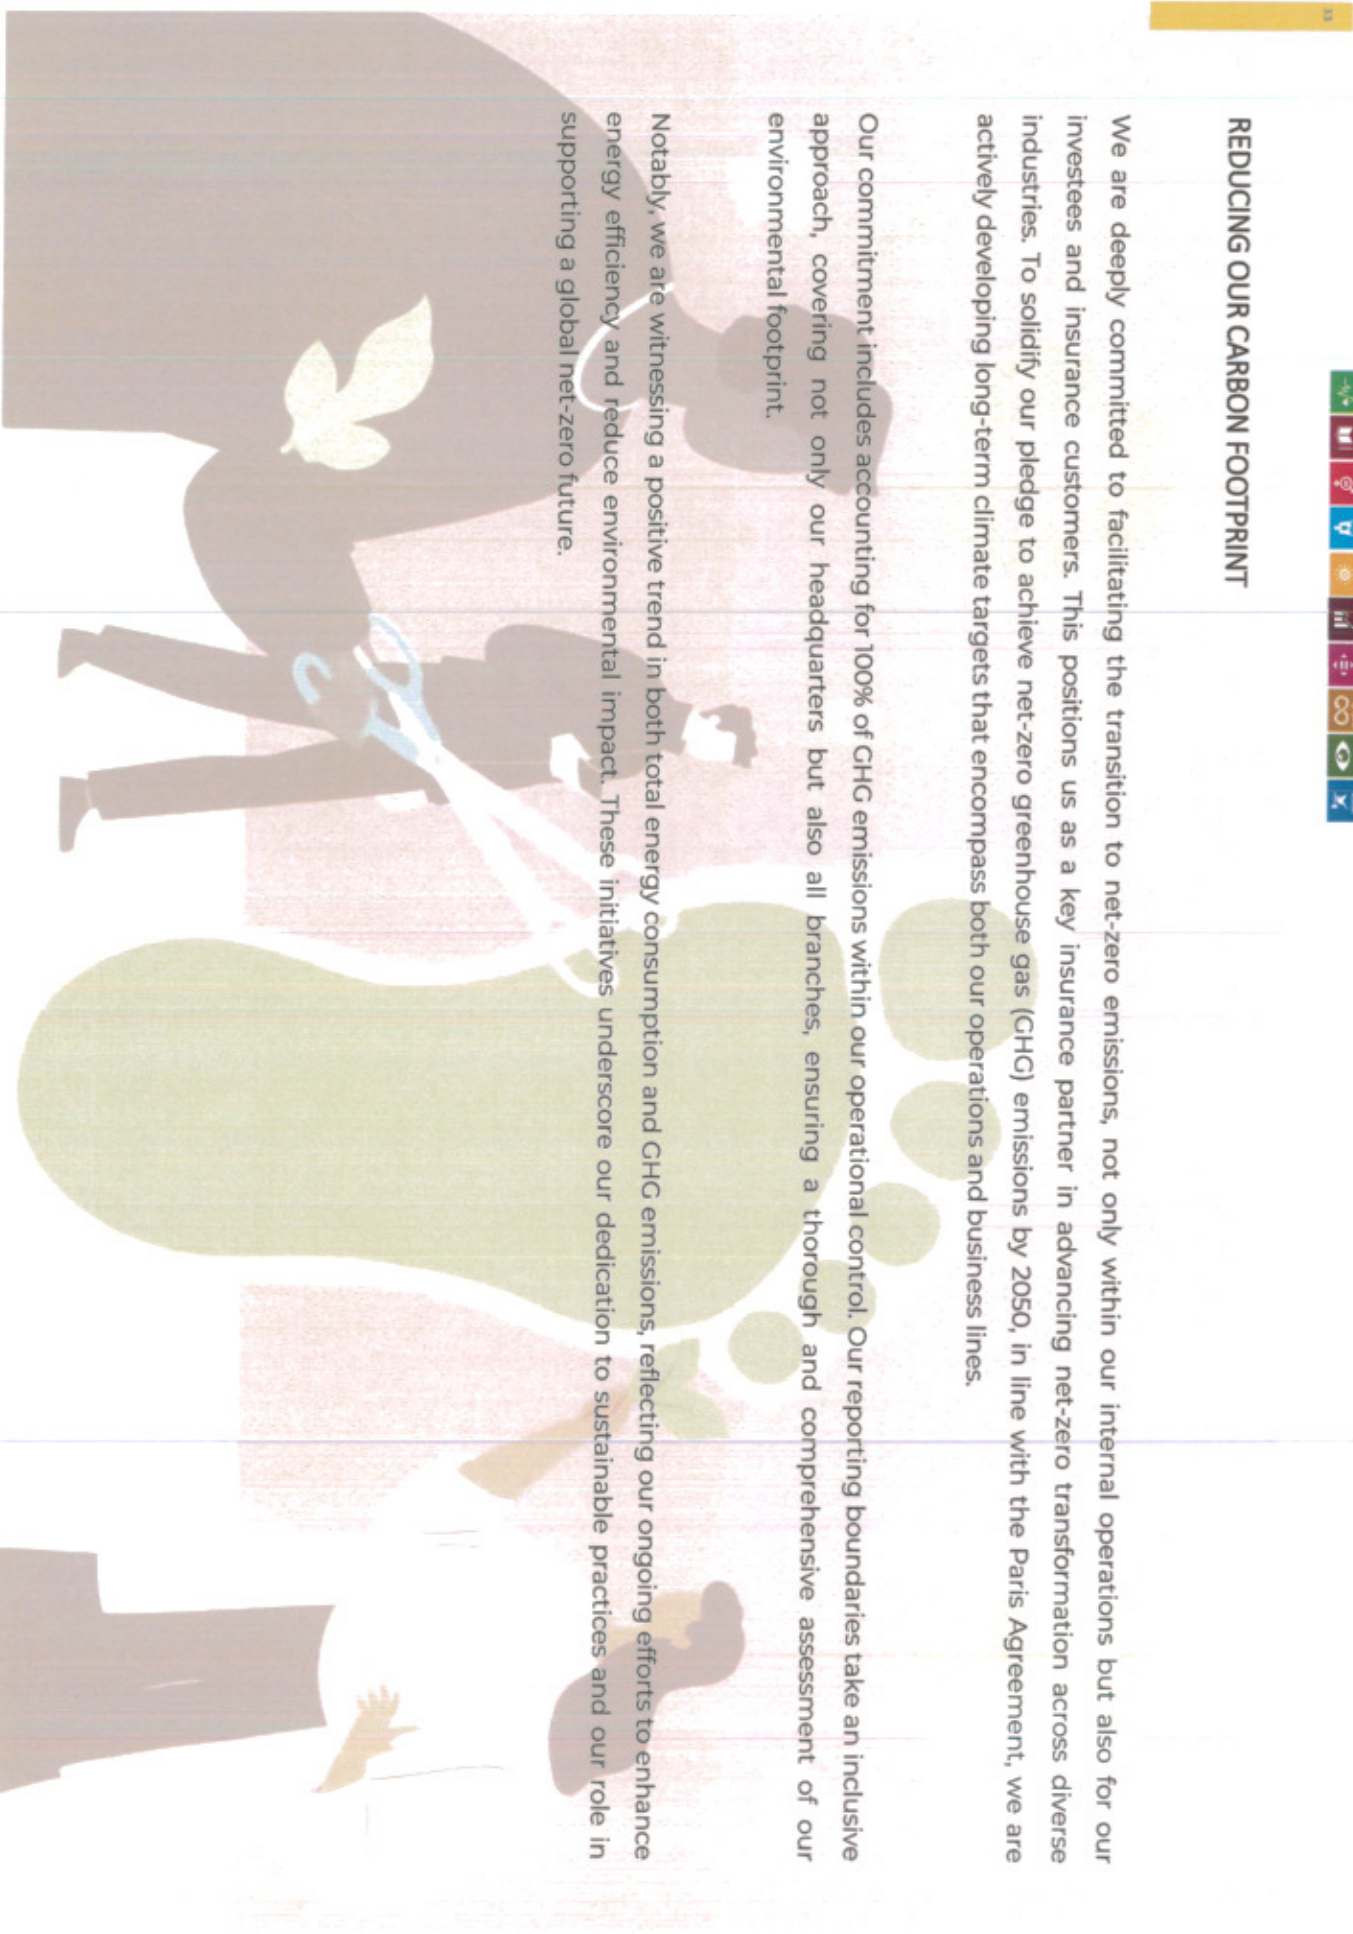 33
REDUCING OUR CARBON FOOTPRINT
We are deeply committed to facilitating the transition to net-zero emissions, not only within our internal operations but also for our
investees and insurance customers. This positions us as a key insurance partner in advancing net-zero transformation across diverse
industries. To solidify our pledge to achieve net-zero greenhouse gas (GHG) emissions by 2050, in line with the Paris Agreement, we are
actively developing long-term climate targets that encompass both our operations and business lines.
Our commitment includes accounting for 100% of GHG emissions within our operational control. Our reporting boundaries take an inclusive
approach, covering not only our headquarters but also all branches, ensuring a thorough and comprehensive assessment of our
environmental footprint.
Notably, we are witnessing a positive trend in both total energy consumption and GHG emissions, reflecting our ongoing efforts to enhance
energy efficiency and reduce environmental impact. These initiatives underscore our dedication to sustainable practices and our role in
supporting a global net-zero future.